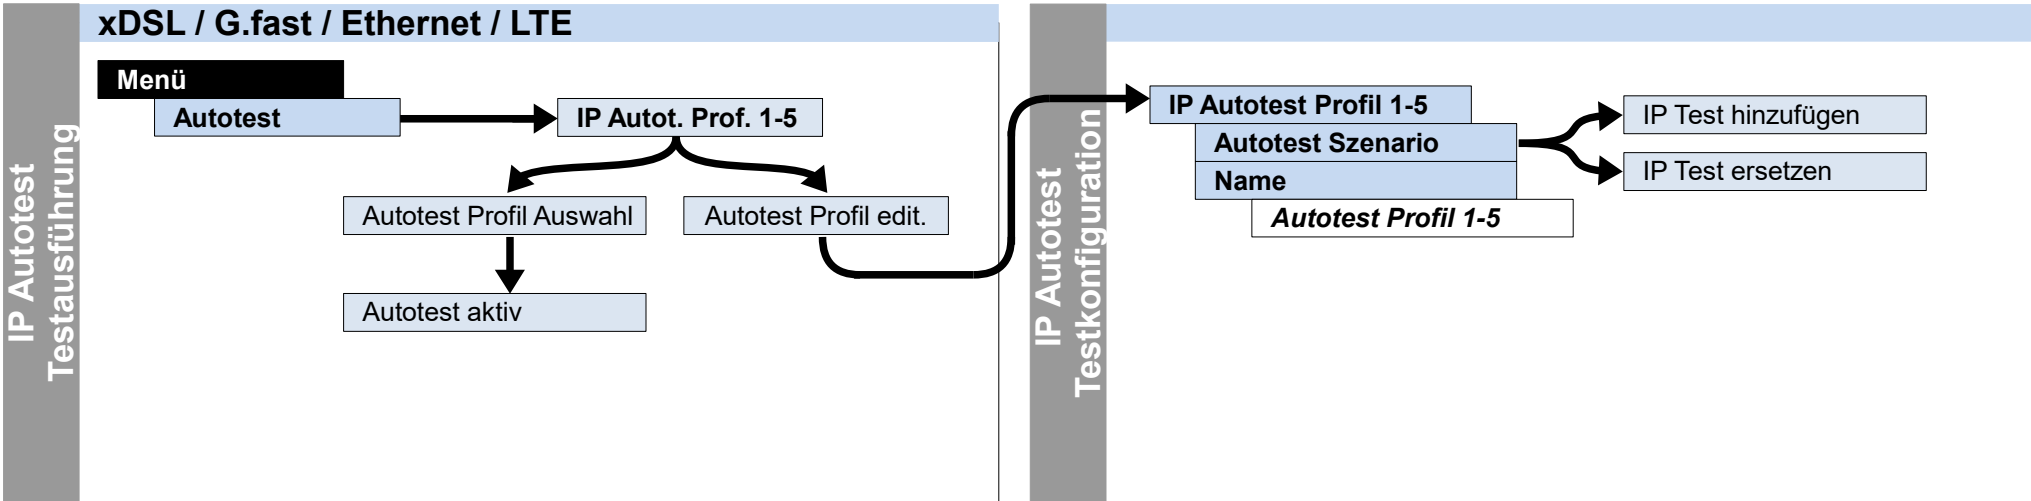 IP Autotest
Testausführung
xDSL / G.fast / Ethernet / LTE
Menü
Autotest
IP Autot. Prof. 1-5
Autotest Profil Auswahl
Autotest Profil edit.
Autotest aktiv
IP Autotest
Testkonfiguration
IP Autotest Profil 1-5
Autotest Szenario
Name
Autotest Profil 1-5
IP Test hinzufügen
IP Test ersetzen